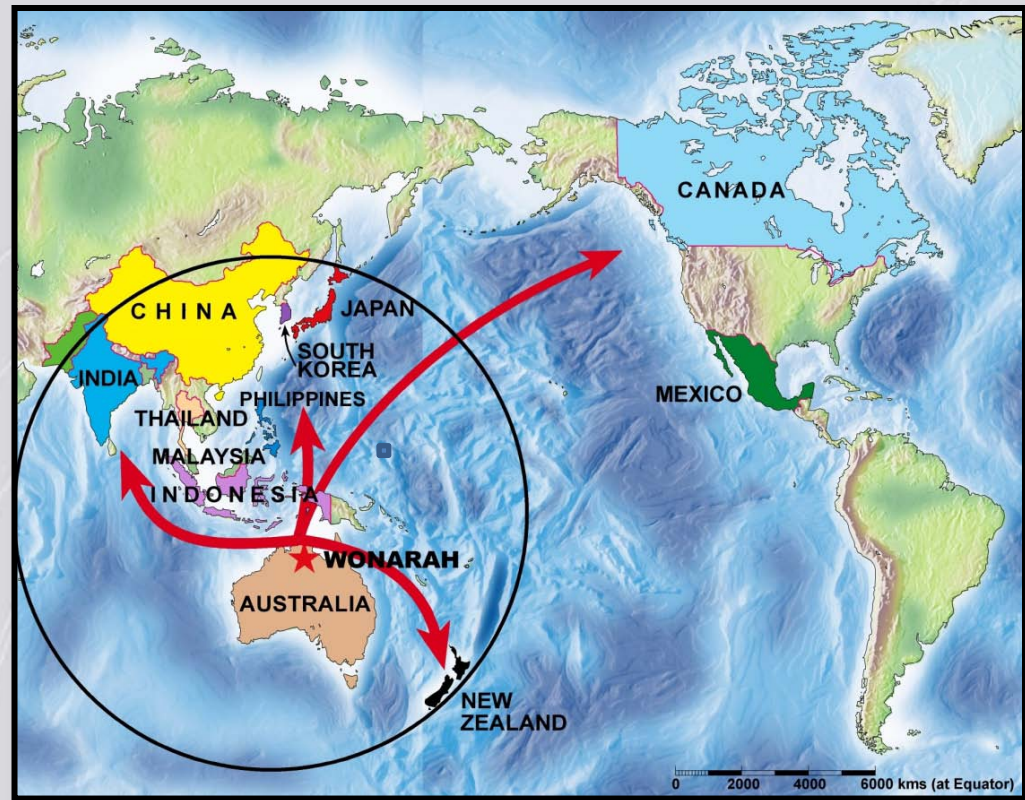 CANADA
CHINA
JAPAN
SOUTH
KOREA
INDIA
PHILIPPINES
MEXICO
THAILAND
MALAYSIA
INDONESIA
WONARAH
AUSTRALIA
NEW
ZEALAND
0 2000 4000 6000 kms (at Equator)